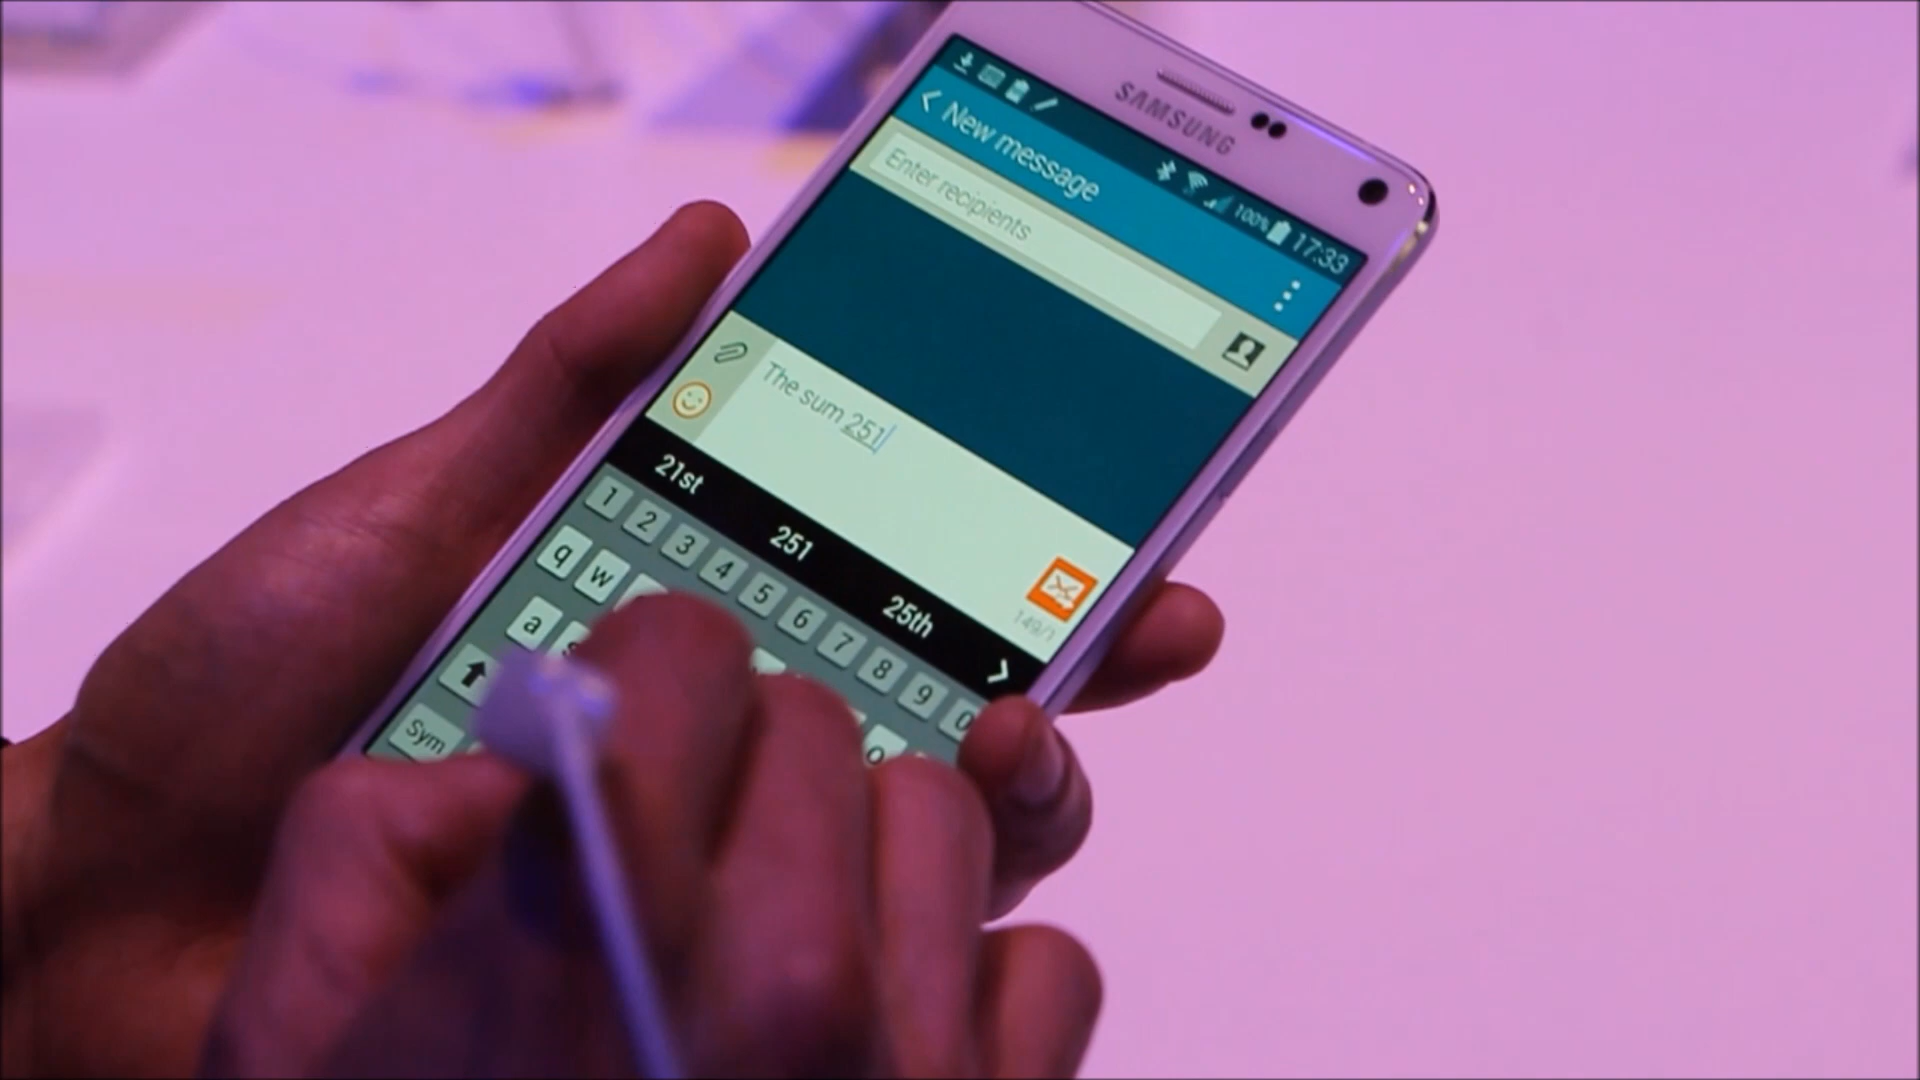 SAMSUNG
100% 17:33
New message
Enter recipients
The sum 251
149/1
21st 251 25th
1 2 3 4 5 6 7 8 9 0
q w
o
a s
Sym